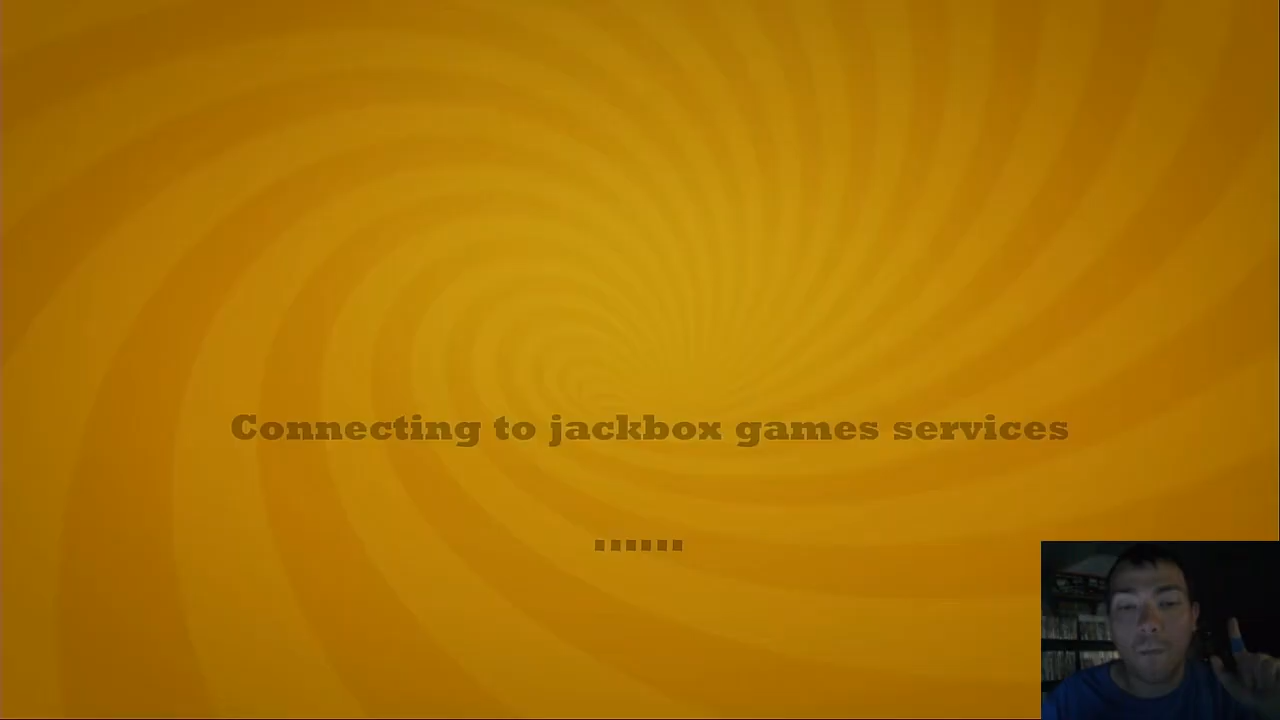 Connecting to jackbox games services
......